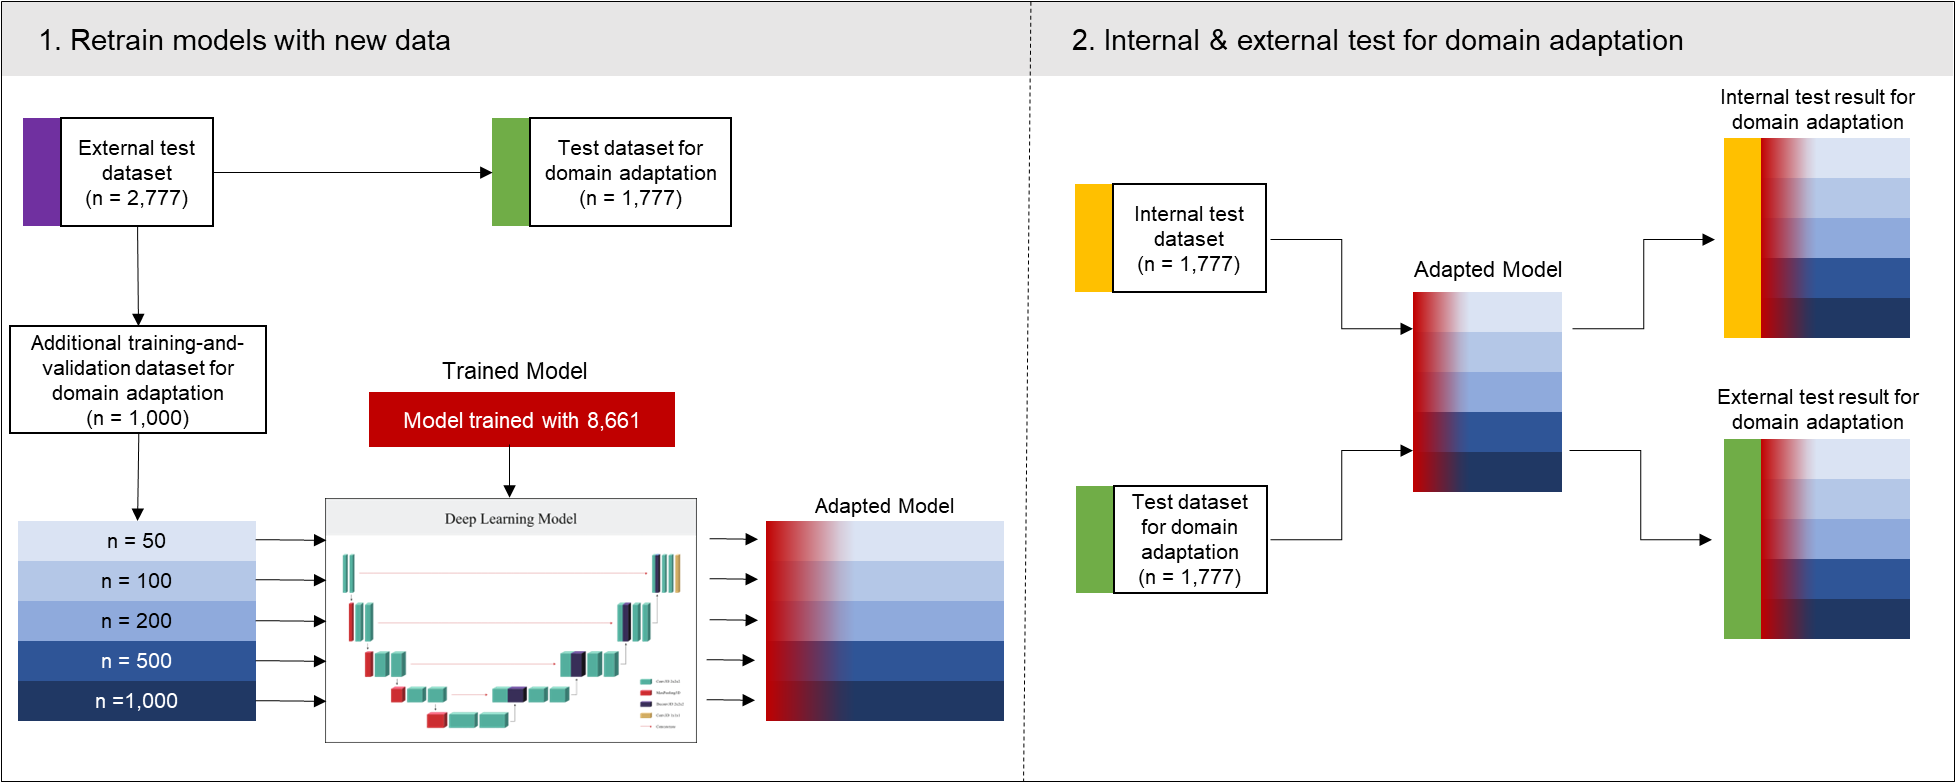 1. Retrain models with new data
External test
dataset
(n = 2,777)
Test dataset for
domain adaptation
(n = 1,777)
Additional training-and-
validation dataset for
domain adaptation
(n = 1,000)
Trained Model
Model trained with 8,661
n = 50
n = 100
n = 200
n = 500
n =1,000
Deep Learning Model
Adapted Model
2. Internal & external test for domain adaptation
Internal test
dataset
(n = 1,777)
Test dataset
for domain
adaptation
(n = 1,777)
Adapted Model
Internal test result for
domain adaptation
External test result for
domain adaptation